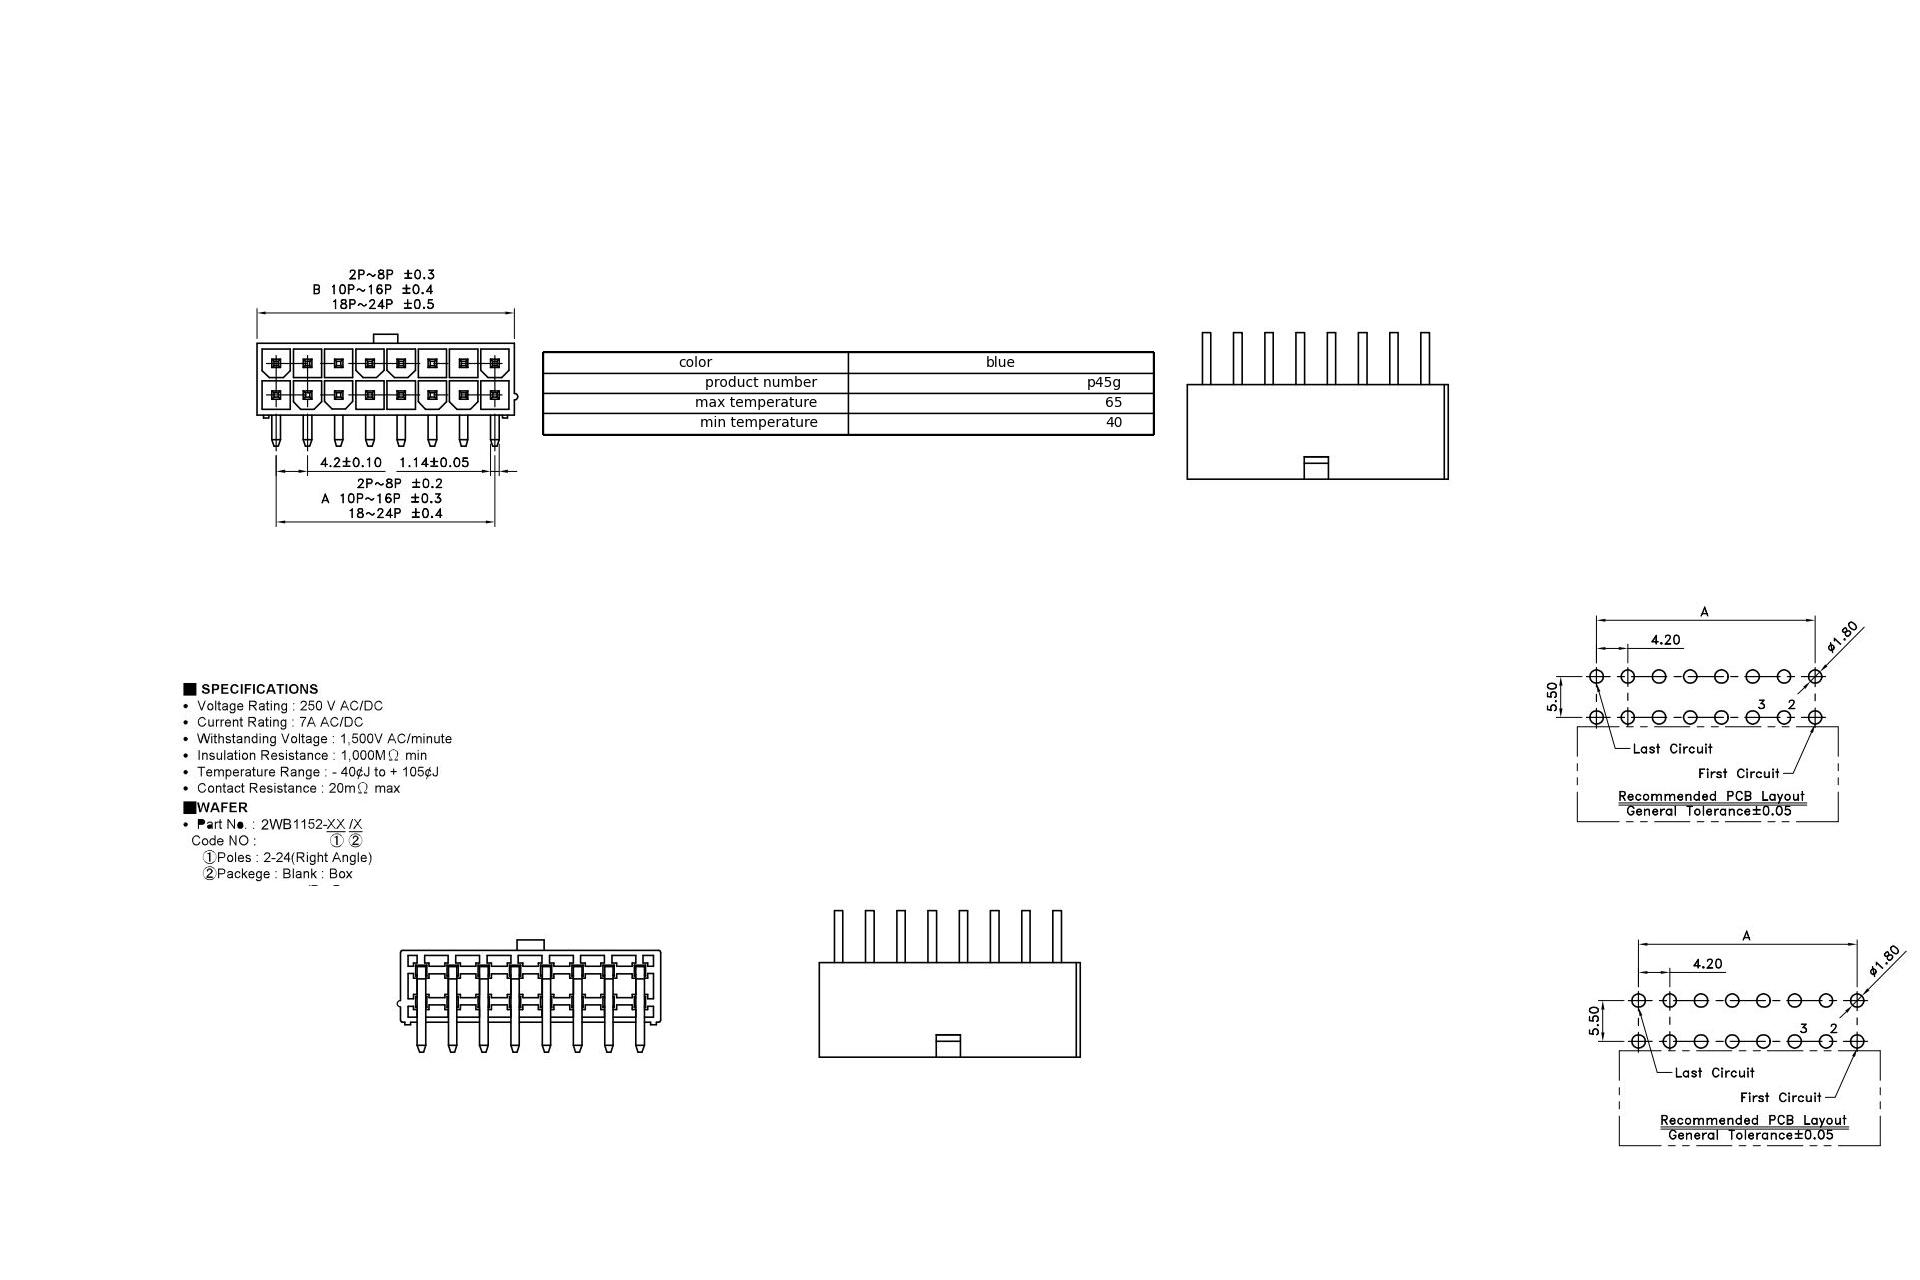 2P~8P ±0.3
B 10P~16P ±0.4
18P~24P ±0.5
color blue
product number p45g
max temperature 65
min temperature 40
4.2±0.10 1.14±0.05
2P~8P ±0.2
A 10P~16P ±0.3
18~24P ±0.4
A
4.20
ø1.80
5.50
3 2
Last Circuit
First Circuit
Recommended PCB Layout
General Tolerance±0.05
■ SPECIFICATIONS
• Voltage Rating : 250 V AC/DC
• Current Rating : 7A AC/DC
• Withstanding Voltage : 1,500V AC/minute
• Insulation Resistance : 1,000MΩ min
• Temperature Range : - 40¢J to + 105¢J
• Contact Resistance : 20mΩ max
■WAFER
• Part No. : 2WB1152-XX /X
Code NO : ① ②
①Poles : 2-24(Right Angle)
②Packege : Blank : Box
A
4.20
ø1.80
5.50
3 2
Last Circuit
First Circuit
Recommended PCB Layout
General Tolerance±0.05